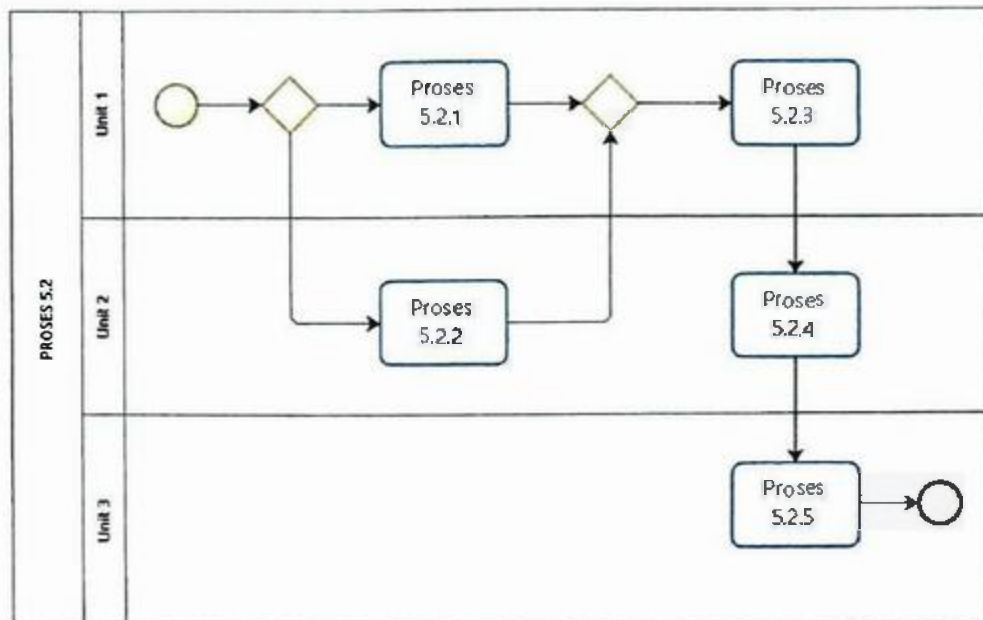 PROSES 5.2
Unit 1
Proses
5.2.1
Proses
5.2.3
Unit 2
Proses
5.2.2
Proses
5.2.4
Unit 3
Proses
5.2.5